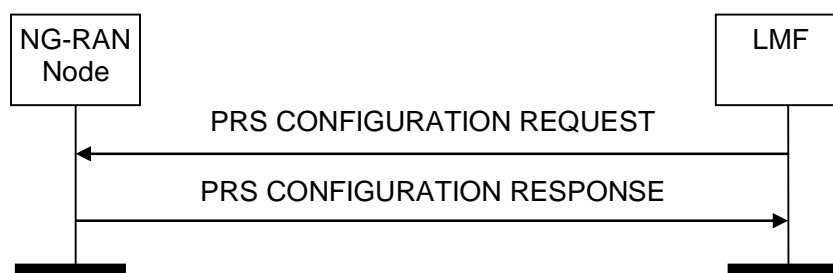 NG-RAN
Node
LMF
PRS CONFIGURATION REQUEST
PRS CONFIGURATION RESPONSE